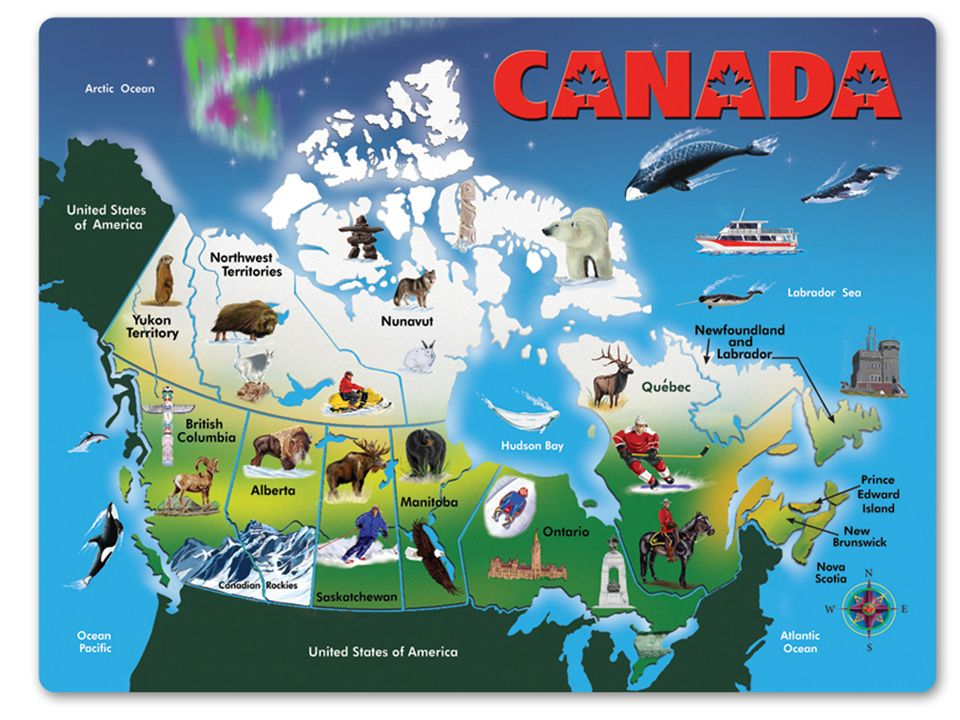 CANADA
Arctic Ocean
United States
of America
Northwest
Territories
Yukon
Territory
Nunavut
Labrador Sea
Newfoundland
and
Labrador
Québec
British
Columbia
Hudson Bay
Alberta
Manitoba
Ontario
Prince
Edward
Island
New
Brunswick
Nova
Scotia
Canadian Rockies
Saskatchewan
N
W
E
S
Ocean
Pacific
United States of America
Atlantic
Ocean